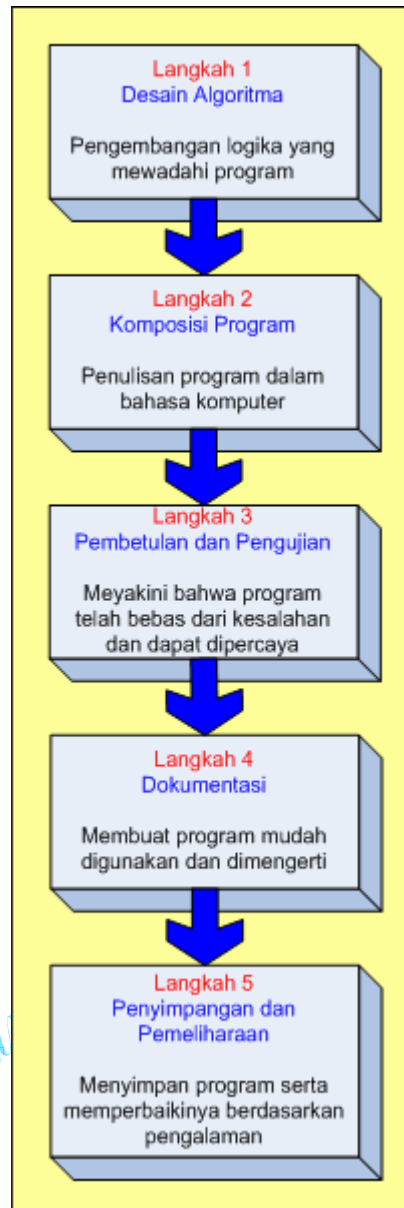 Langkah 1
Desain Algoritma
Pengembangan logika yang
mewadahi program
Langkah 2
Komposisi Program
Penulisan program dalam
bahasa komputer
Langkah 3
Pembetulan dan Pengujian
Meyakini bahwa program
telah bebas dari kesalahan
dan dapat dipercaya
Langkah 4
Dokumentasi
Membuat program mudah
digunakan dan dimengerti
Langkah 5
Penyimpangan dan
Pemeliharaan
Menyimpan program serta
memperbaikinya berdasarkan
pengalaman